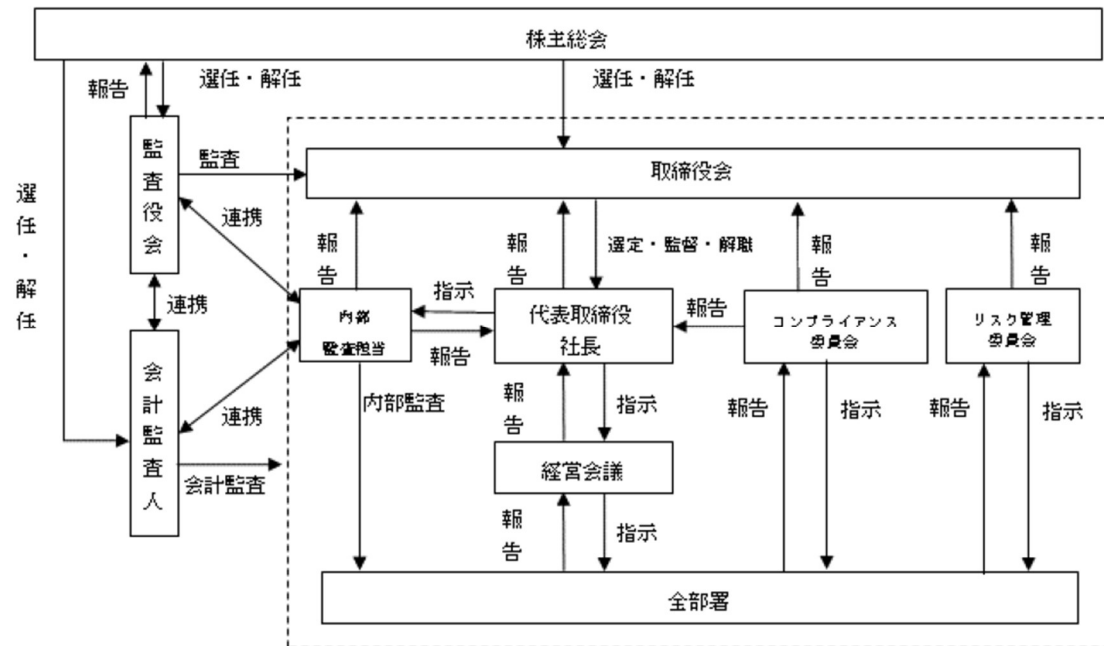 株主総会
報告
選任・解任
選任・解任
選任・解任
監査役会
監査
取締役会
連携
報告
報告
選定・監督・解職
報告
報告
連携
指示
内部
監査担当
報告
代表取締役
社長
報告
コンプライアンス
委員会
リスク管理
委員会
会計監査人
連携
内部監査
報告
指示
報告
指示
報告
指示
会計監査
経営会議
報告
指示
全部署